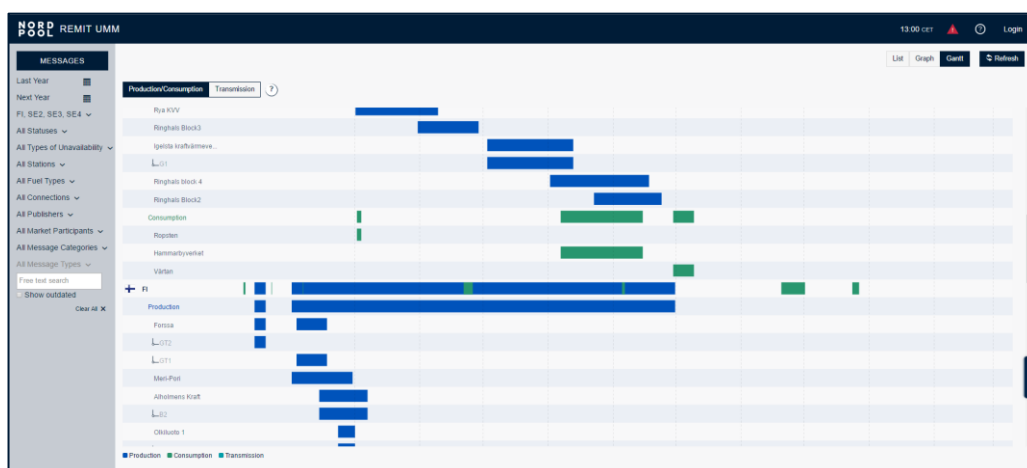 NORD POOL REMIT UMM
13:00 CET
Login
MESSAGES
List Graph Gantt Refresh
Last Year
Next Year
FI, SE2, SE3, SE4
All Statuses
All Types of Unavailability
All Stations
All Fuel Types
All Connections
All Publishers
All Market Participants
All Message Categories
All Message Types
Free text search
Show outdated
Clear All X
Production/Consumption Transmission ?
Rya KVV
Ringhals Block3
Igelsta kraftvärmeve...
G1
Ringhals block 4
Ringhals Block2
Consumption
Ropsten
Hammarbyverket
Värtan
FI
Production
Forssa
GT2
GT1
Meri-Pori
Alholmens Kraft
B2
Olkiluoto 1
Production Consumption Transmission